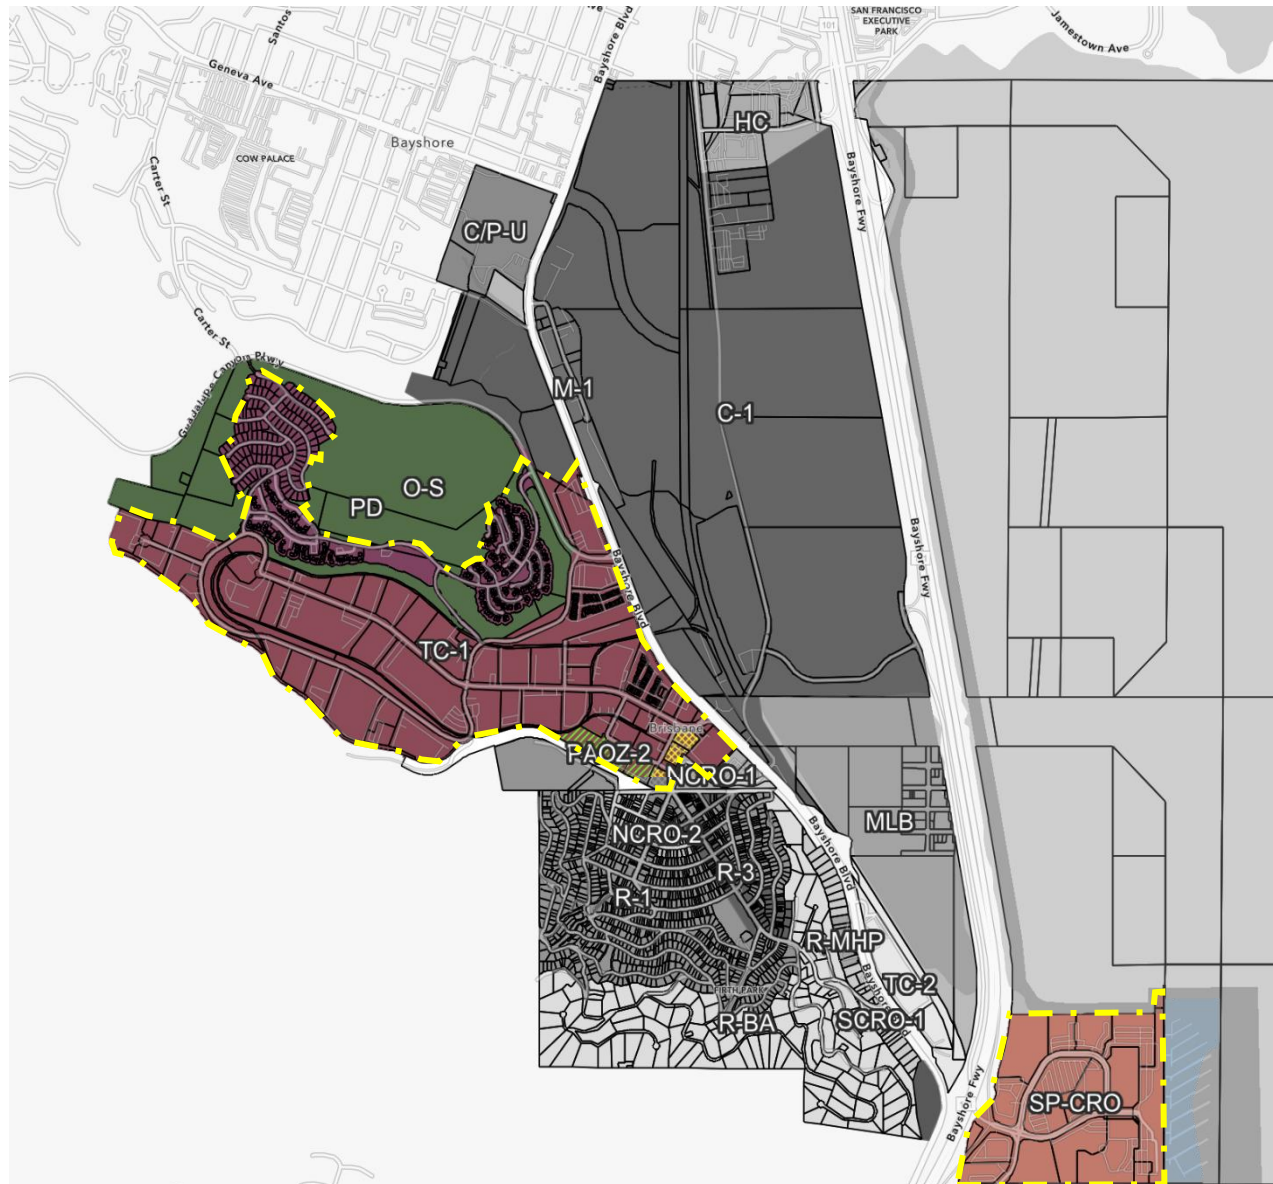 SAN FRANCISCO
EXECUTIVE
PARK
Jamestown Ave
101
Santos
Geneva Ave
Bayshore Blvd
Ave
HC
Bayshore
COW PALACE
Carter St
Bayshore Fwy
C/P-U
Carter St
Guadalupe Canyon Pkwy
M-1
C-1
O-S
PD
Bayshore Fwy
Bayshore Blvd
TC-1
Brisbane
PAOZ-2
NCRO-1
MLB
Bayshore Blvd
NCRO-2
R-3
R-1
R-MHP
TC-2
FIRTH PARK
R-BA
SCRO-1
Bayshore
SP-CRO
Bayshore Fwy